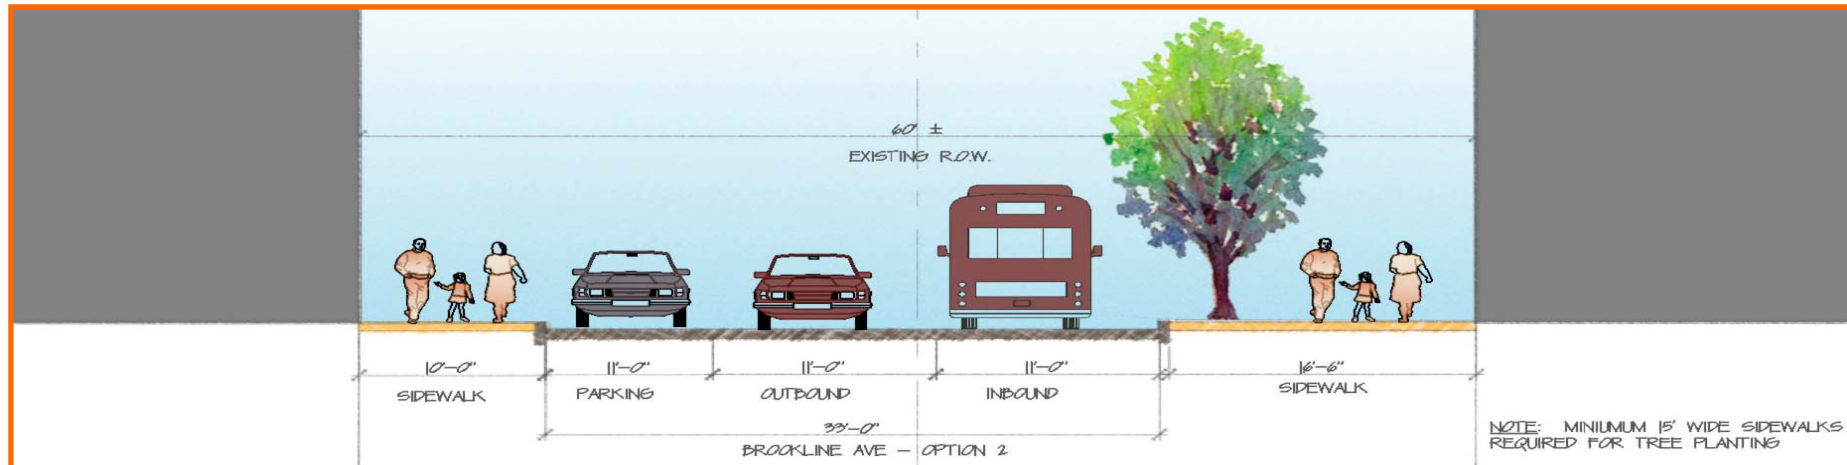 60' ±
EXISTING R.O.W.
10'-0" 11'-0" 11'-0" 11'-0" 16'-6"
SIDEWALK PARKING OUTBOUND INBOUND SIDEWALK
33'-0"
BROOKLINE AVE - OPTION 2
NOTE: MINIUMUM 15' WIDE SIDEWALKS
REQUIRED FOR TREE PLANTING